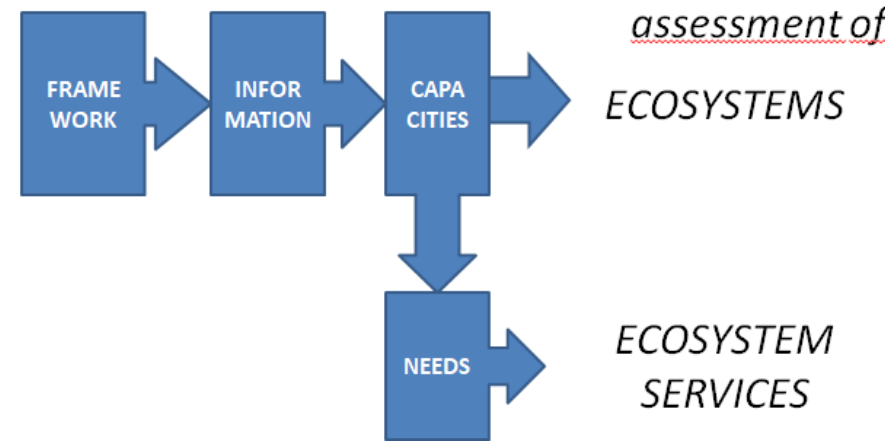 assessment of
FRAME
WORK
INFOR
MATION
CAPA
CITIES
ECOSYSTEMS
NEEDS
ECOSYSTEM
SERVICES